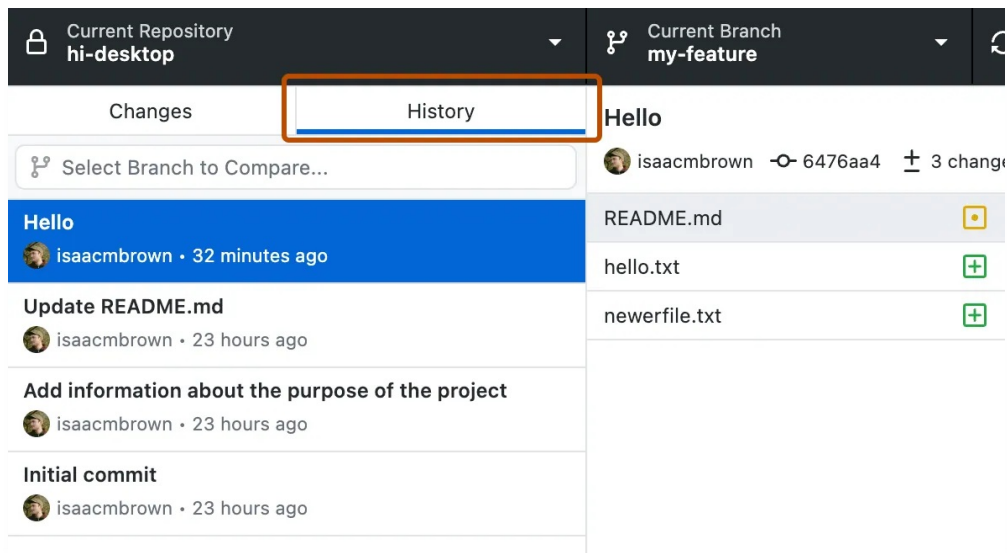 Current Repository
hi-desktop
Current Branch
my-feature
Changes
History
Select Branch to Compare...
Hello
isaacmbrown • 32 minutes ago
Update README.md
isaacmbrown • 23 hours ago
Add information about the purpose of the project
isaacmbrown • 23 hours ago
Initial commit
isaacmbrown • 23 hours ago
Hello
isaacmbrown 6476aa4 3 change
README.md
hello.txt
newerfile.txt